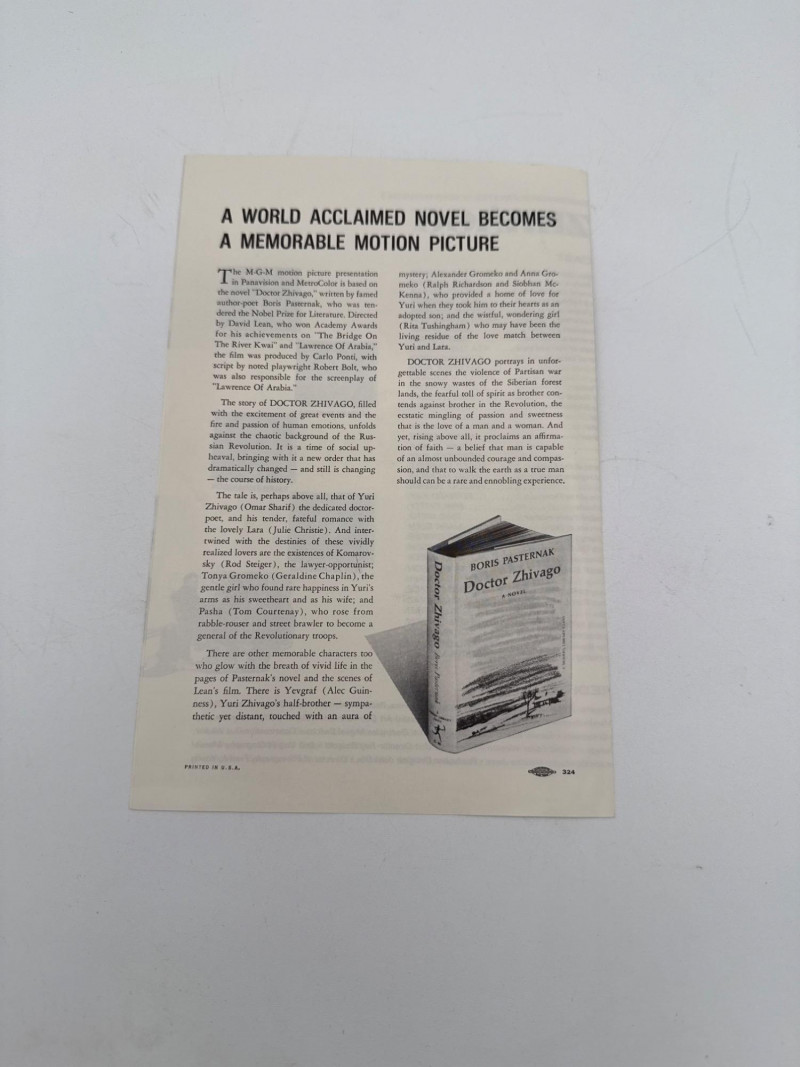 A WORLD ACCLAIMED NOVEL BECOMES
A MEMORABLE MOTION PICTURE
The M-G-M motion picture presentation
in Panavision and MetroColor is based on
the novel "Doctor Zhivago," written by famed
author-poet Boris Pasternak, who was ten-
dered the Nobel Prize for Literature. Directed
by David Lean, who won Academy Awards
for his achievements on "The Bridge On
The River Kwai" and "Lawrence Of Arabia,"
the film was produced by Carlo Ponti, with
script by noted playwright Robert Bolt, who
was also responsible for the screenplay of
"Lawrence Of Arabia."
The story of DOCTOR ZHIVAGO, filled
with the excitement of great events and the
fire and passion of human emotions, unfolds
against the chaotic background of the Rus-
sian Revolution. It is a time of social up-
heaval, bringing with it a new order that has
dramatically changed — and still is changing
— the course of history.
The tale is, perhaps above all, that of Yuri
Zhivago (Omar Sharif) the dedicated doctor-
poet, and his tender, fateful romance with
the lovely Lara (Julie Christie). And inter-
twined with the destinies of these vividly
realized lovers are the existences of Komarov-
sky (Rod Steiger), the lawyer-opportunist;
Tonya Gromeko (Geraldine Chaplin), the
gentle girl who found rare happiness in Yuri's
arms as his sweetheart and as his wife; and
Pasha (Tom Courtenay), who rose from
rabble-rouser and street brawler to become a
general of the Revolutionary troops.
There are other memorable characters too
who glow with the breath of vivid life in the
pages of Pasternak's novel and the scenes of
Lean's film. There is Yevgraf (Alec Guin-
ness), Yuri Zhivago's half-brother — sympa-
thetic yet distant, touched with an aura of
mystery; Alexander Gromeko and Anna Gro-
meko (Ralph Richardson and Siobhan Mc-
Kenna), who provided a home of love for
Yuri when they took him to their hearts as an
adopted son; and the wistful, wondering girl
(Rita Tushingham) who may have been the
living residue of the love match between
Yuri and Lara.
DOCTOR ZHIVAGO portrays in unfor-
gettable scenes the violence of Partisan war
in the snowy wastes of the Siberian forest
lands, the fearful toll of spirit as brother con-
tends against brother in the Revolution, the
ecstatic mingling of passion and sweetness
that is the love of a man and a woman. And
yet, rising above all, it proclaims an affirma-
tion of faith — a belief that man is capable
of an almost unbounded courage and compas-
sion, and that to walk the earth as a true man
should can be a rare and ennobling experience.
BORIS PASTERNAK
Doctor Zhivago
A NOVEL
Doctor Zhivago Boris Pasternak
PRINTED IN U.S.A.
324